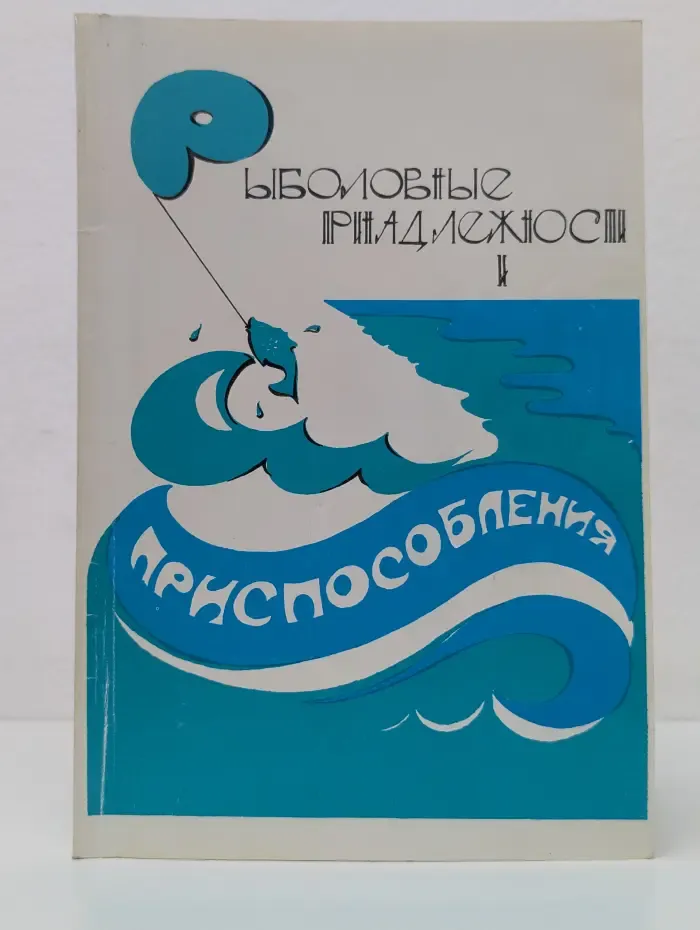 Рыболовные
принадлежности
и
приспособления